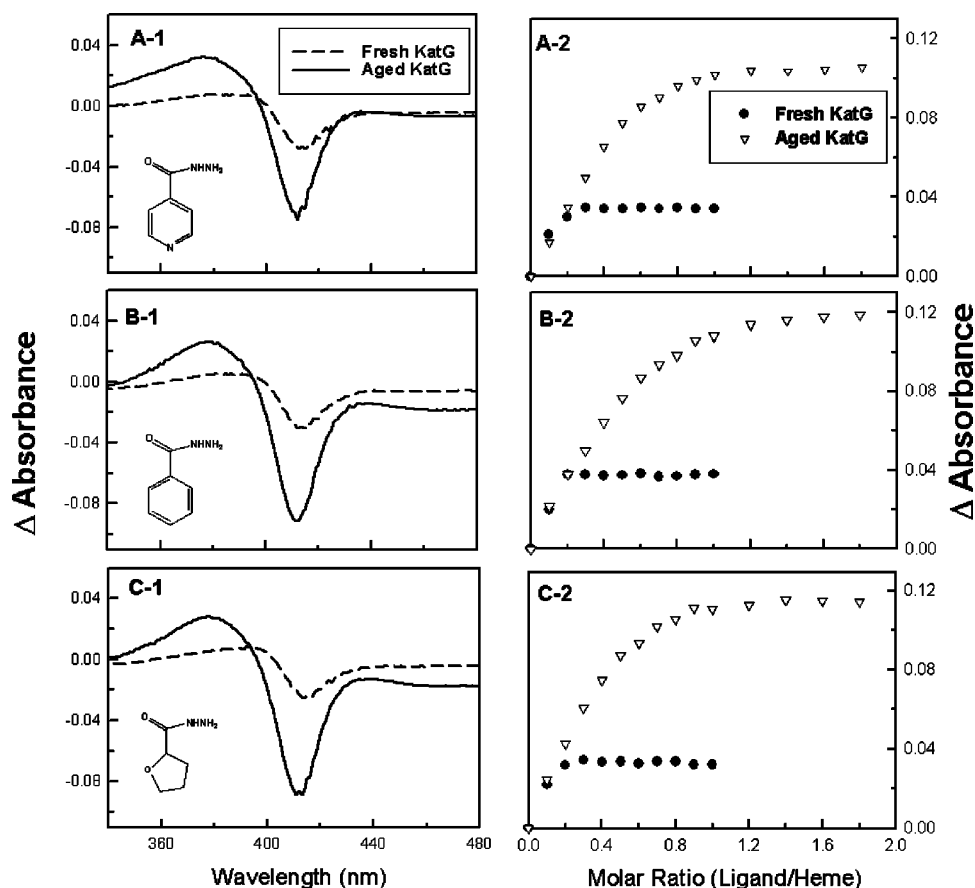 A-1
Fresh KatG
Aged KatG
0.04
0.00
-0.04
-0.08
O
NHNH₂
N
A-2
Fresh KatG
Aged KatG
0.12
0.08
0.04
0.00
B-1
0.04
0.00
-0.04
-0.08
O
NHNH₂
B-2
0.12
0.08
0.04
0.00
C-1
0.04
0.00
-0.04
-0.08
O
NHNH₂
O
360 400 440 480
C-2
0.12
0.08
0.04
0.00
0.0 0.4 0.8 1.2 1.6 2.0
Δ Absorbance
Δ Absorbance
Wavelength (nm)
Molar Ratio (Ligand/Heme)